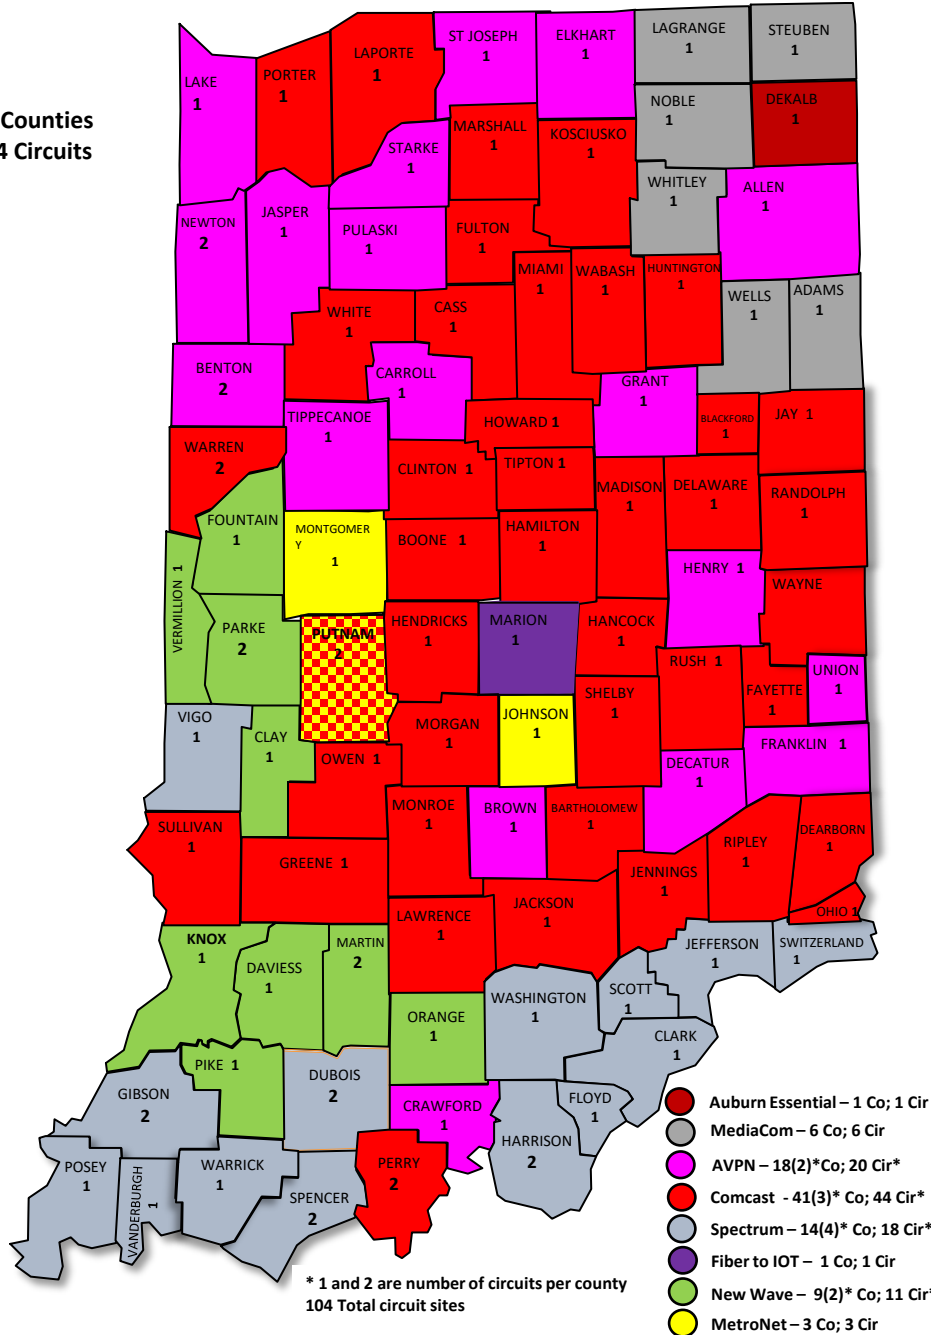 LAGRANGE
1
STEUBEN
1
ST JOSEPH
1
ELKHART
1
LAPORTE
1
PORTER
1
LAKE
1
Counties
4 Circuits
NOBLE
1
DEKALB
1
MARSHALL
1
KOSCIUSKO
1
STARKE
1
WHITLEY
1
ALLEN
1
NEWTON
2
JASPER
1
PULASKI
1
FULTON
1
MIAMI
1
WABASH
1
HUNTINGTON
1
WELLS
1
ADAMS
1
WHITE
1
CASS
1
BENTON
2
CARROLL
1
GRANT
1
TIPPECANOE
1
HOWARD 1
BLACKFORD
1
JAY 1
WARREN
2
CLINTON 1
TIPTON 1
MADISON
1
DELAWARE
1
RANDOLPH
1
FOUNTAIN
1
MONTGOMER
Y
1
BOONE 1
HAMILTON
1
HENRY 1
WAYNE
VERMILLION 1
PARKE
2
PUTNAM
2
HENDRICKS
1
MARION
1
HANCOCK
1
RUSH 1
FAYETTE
1
UNION
1
VIGO
1
CLAY
1
OWEN 1
MORGAN
1
JOHNSON
1
SHELBY
1
DECATUR
1
FRANKLIN 1
SULLIVAN
1
GREENE 1
MONROE
1
BROWN
1
BARTHOLOMEW
1
JENNINGS
1
RIPLEY
1
DEARBORN
1
OHIO 1
KNOX
1
DAVIESS
1
MARTIN
2
LAWRENCE
1
JACKSON
1
JEFFERSON
1
SWITZERLAND
1
ORANGE
1
WASHINGTON
1
SCOTT
1
CLARK
1
PIKE 1
GIBSON
2
DUBOIS
2
CRAWFORD
1
FLOYD
1
HARRISON
2
POSEY
1
VANDERBURGH 1
WARRICK
1
SPENCER
2
PERRY
2
Auburn Essential – 1 Co; 1 Cir
MediaCom – 6 Co; 6 Cir
AVPN – 18(2)*Co; 20 Cir*
Comcast - 41(3)* Co; 44 Cir*
Spectrum – 14(4)* Co; 18 Cir*
Fiber to IOT – 1 Co; 1 Cir
New Wave – 9(2)* Co; 11 Cir*
MetroNet – 3 Co; 3 Cir
* 1 and 2 are number of circuits per county
104 Total circuit sites